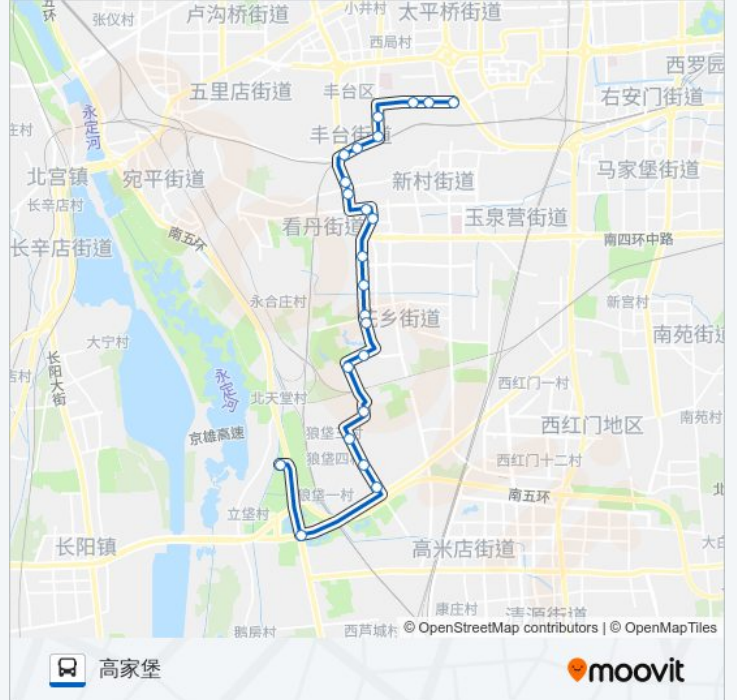 五环
张仪村
卢沟桥街道
小井村
太平桥街道
西局村
西罗园
五里店街道
丰台区
右安门街道
永定河
庄村
丰台街道
北宫镇
宛平街道
新村街道
马家堡街道
长辛店村
看丹街道
玉泉营街道
长辛店街道
南五环
南四环中路
永合庄村
新宫村
乡街道
大宁村
南苑街道
店村
长阳大街
永定河
西红门一村
北天堂村
京雄高速
狼垡三村
西红门地区
南苑村
狼垡四村
西红门十二村
狼垡一村
南五环
北
立垡村
长阳镇
高米店街道
大白
康庄村
清源街道
鹅房村
西芦城村
© OpenStreetMap contributors | © OpenMapTiles
高家堡
moovit